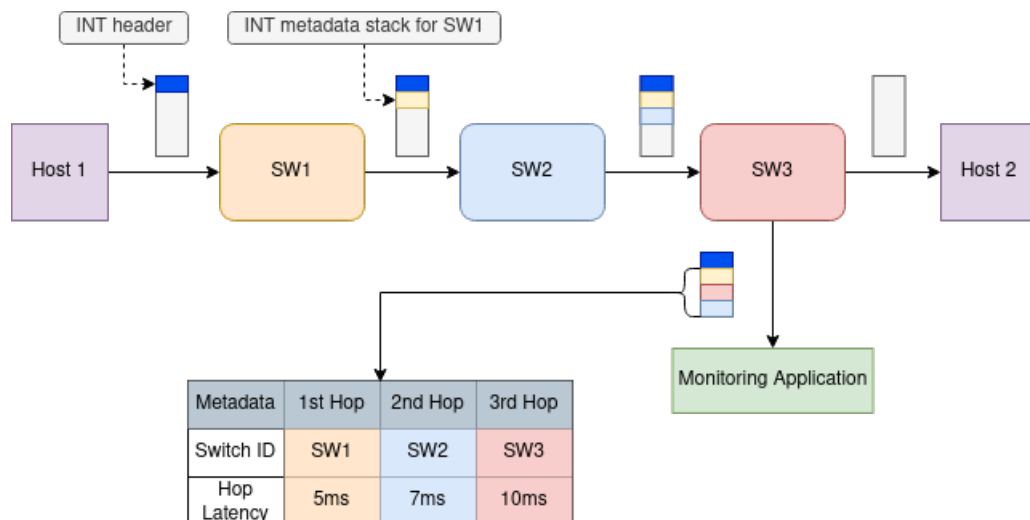 INT header
INT metadata stack for SW1
Host 1
SW1
SW2
SW3
Host 2
Monitoring Application
Metadata 1st Hop 2nd Hop 3rd Hop
Switch ID SW1 SW2 SW3
Hop
Latency 5ms 7ms 10ms